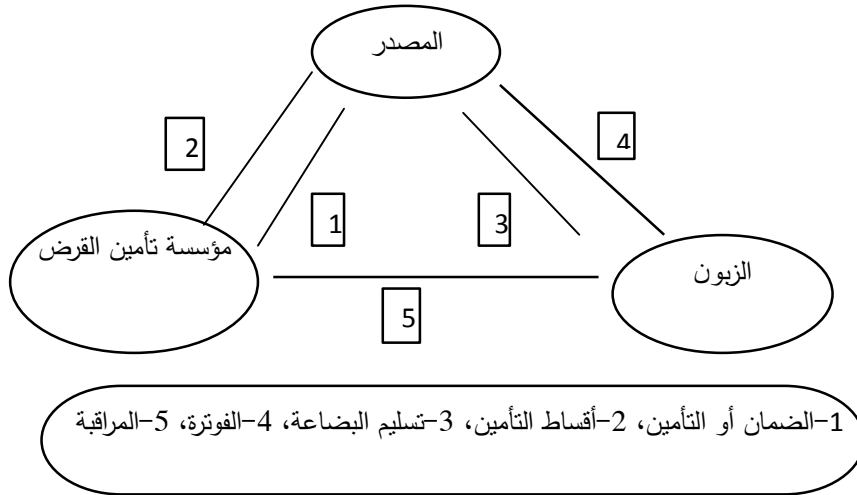 المصدر
4
2
3
1
مؤسسة تأمين القرض
الزبون
5
1-الضمان أو التأمين، 2-أقساط التأمين، 3-تسليم البضاعة، 4-الفوترة، 5-المراقبة